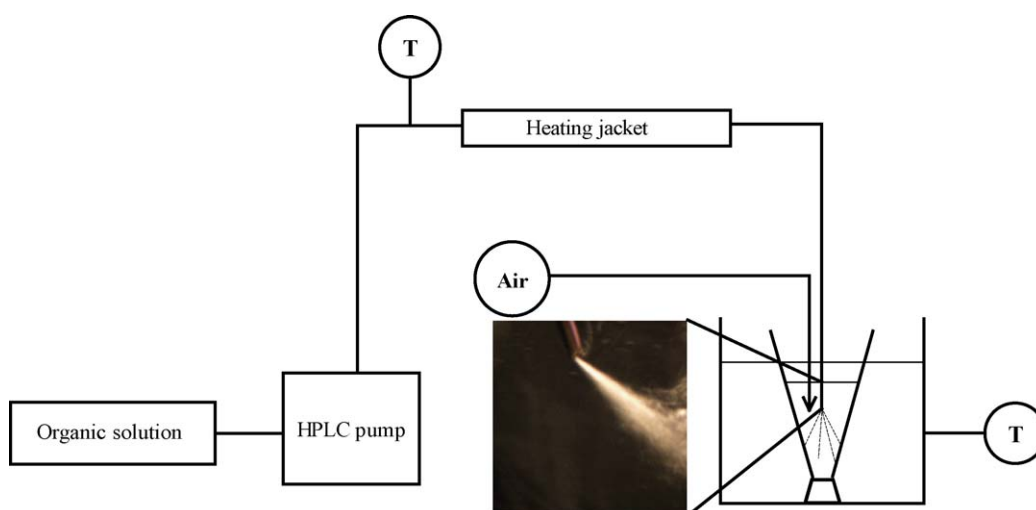 T
Heating jacket
Air
Organic solution
HPLC pump
T